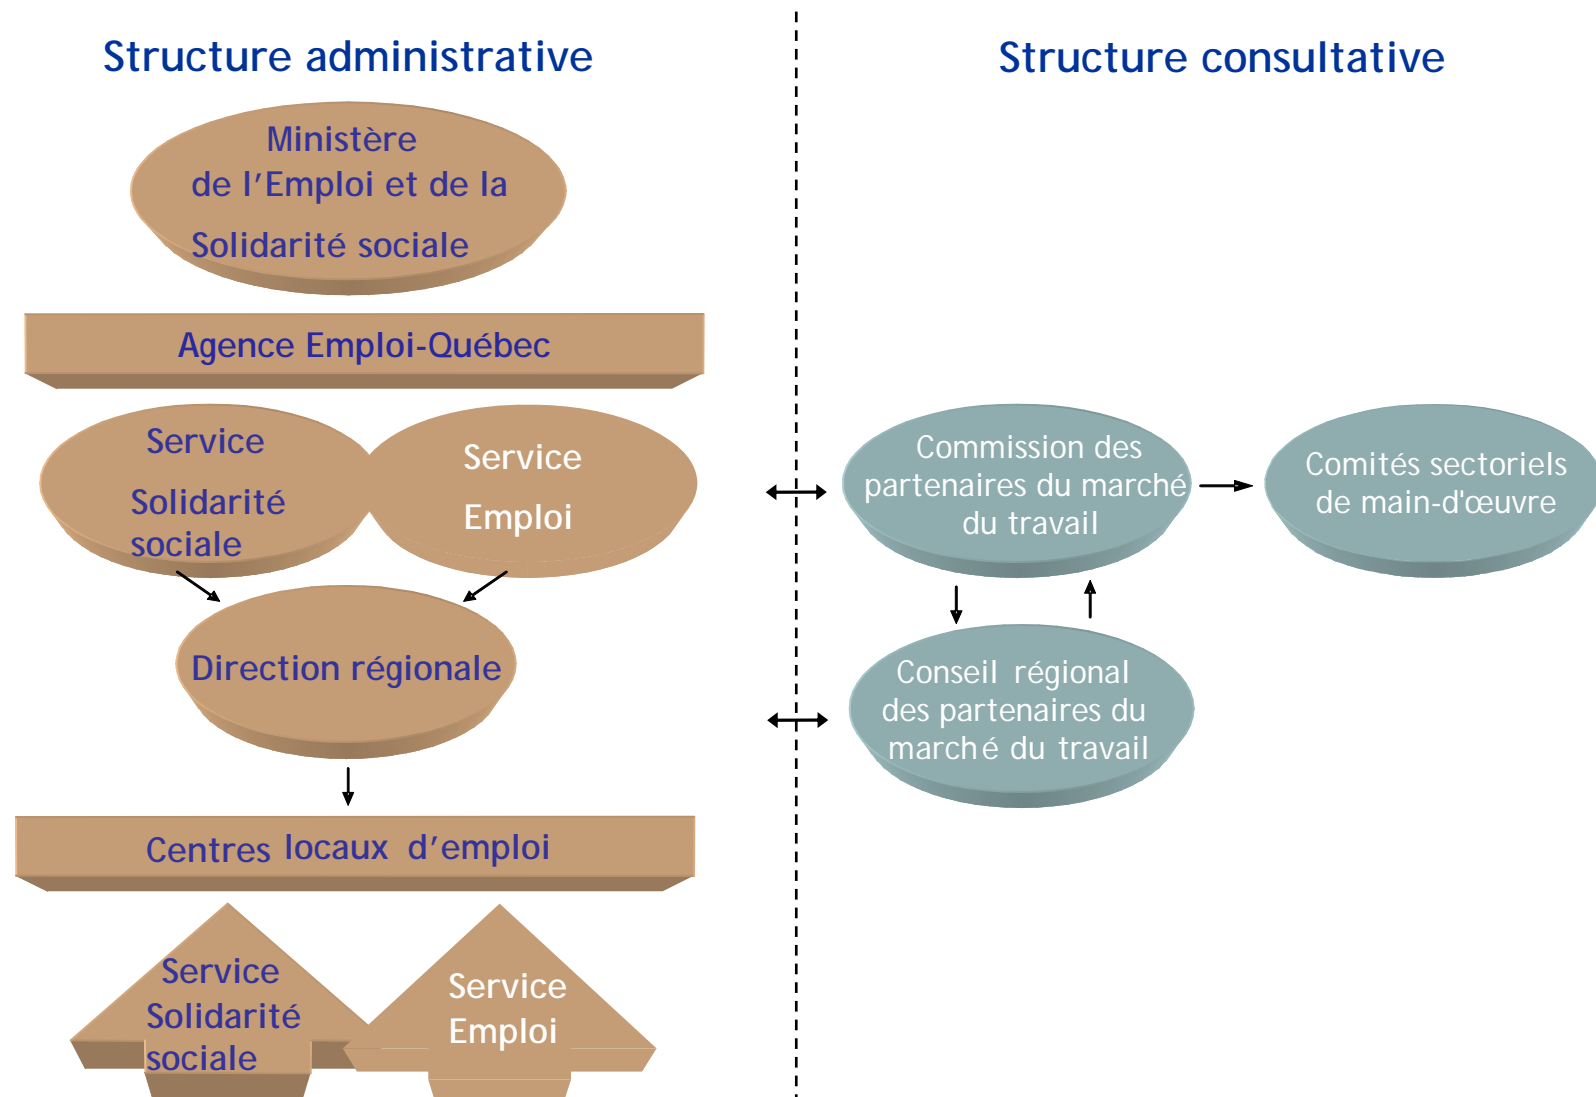 Structure administrative
Ministère
de l’Emploi et de la
Solidarité sociale
Agence Emploi-Québec
Service
Solidarité
sociale
Service
Emploi
Direction régionale
Centres locaux d’emploi
Service
Solidarité
sociale
Service
Emploi
Structure consultative
Commission des
partenaires du marché
du travail
Comités sectoriels
de main-d'œuvre
Conseil régional
des partenaires du
marché du travail